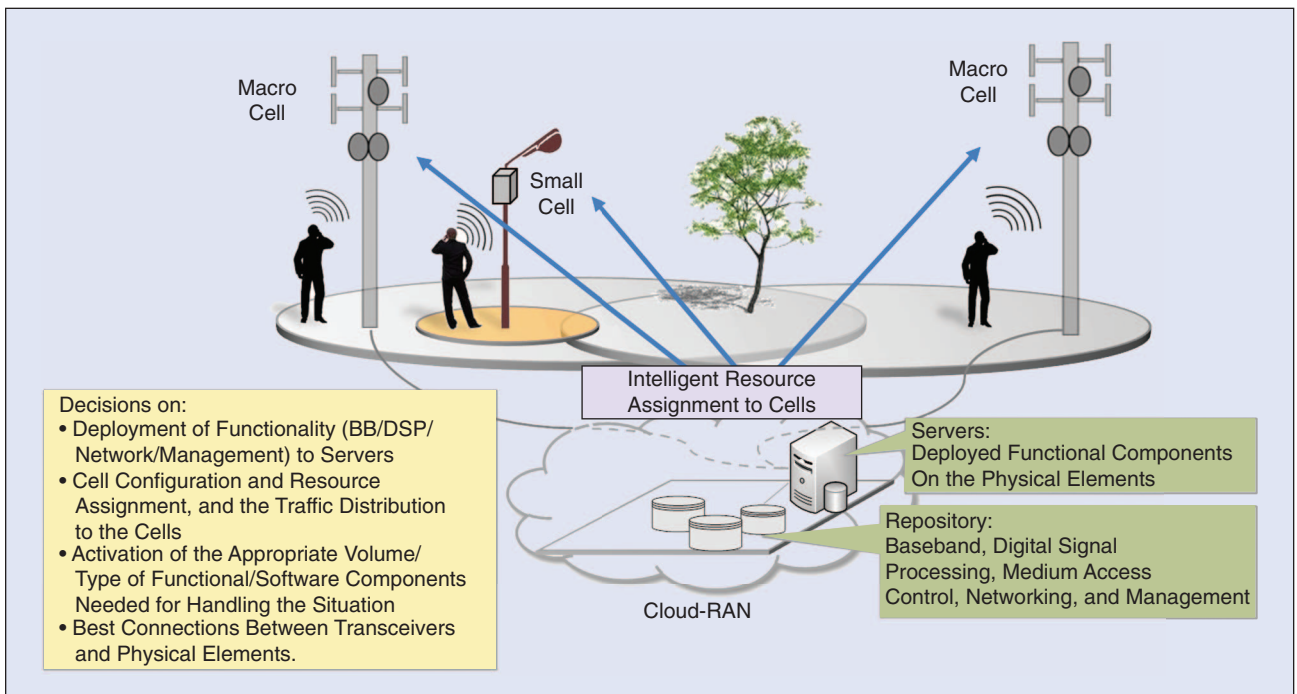 Macro
Cell
Macro
Cell
Small
Cell
Intelligent Resource
Assignment to Cells
Decisions on:
• Deployment of Functionality (BB/DSP/
Network/Management) to Servers
• Cell Configuration and Resource
Assignment, and the Traffic Distribution
to the Cells
• Activation of the Appropriate Volume/
Type of Functional/Software Components
Needed for Handling the Situation
• Best Connections Between Transceivers
and Physical Elements.
Servers:
Deployed Functional Components
On the Physical Elements
Repository:
Baseband, Digital Signal
Processing, Medium Access
Control, Networking, and Management
Cloud-RAN